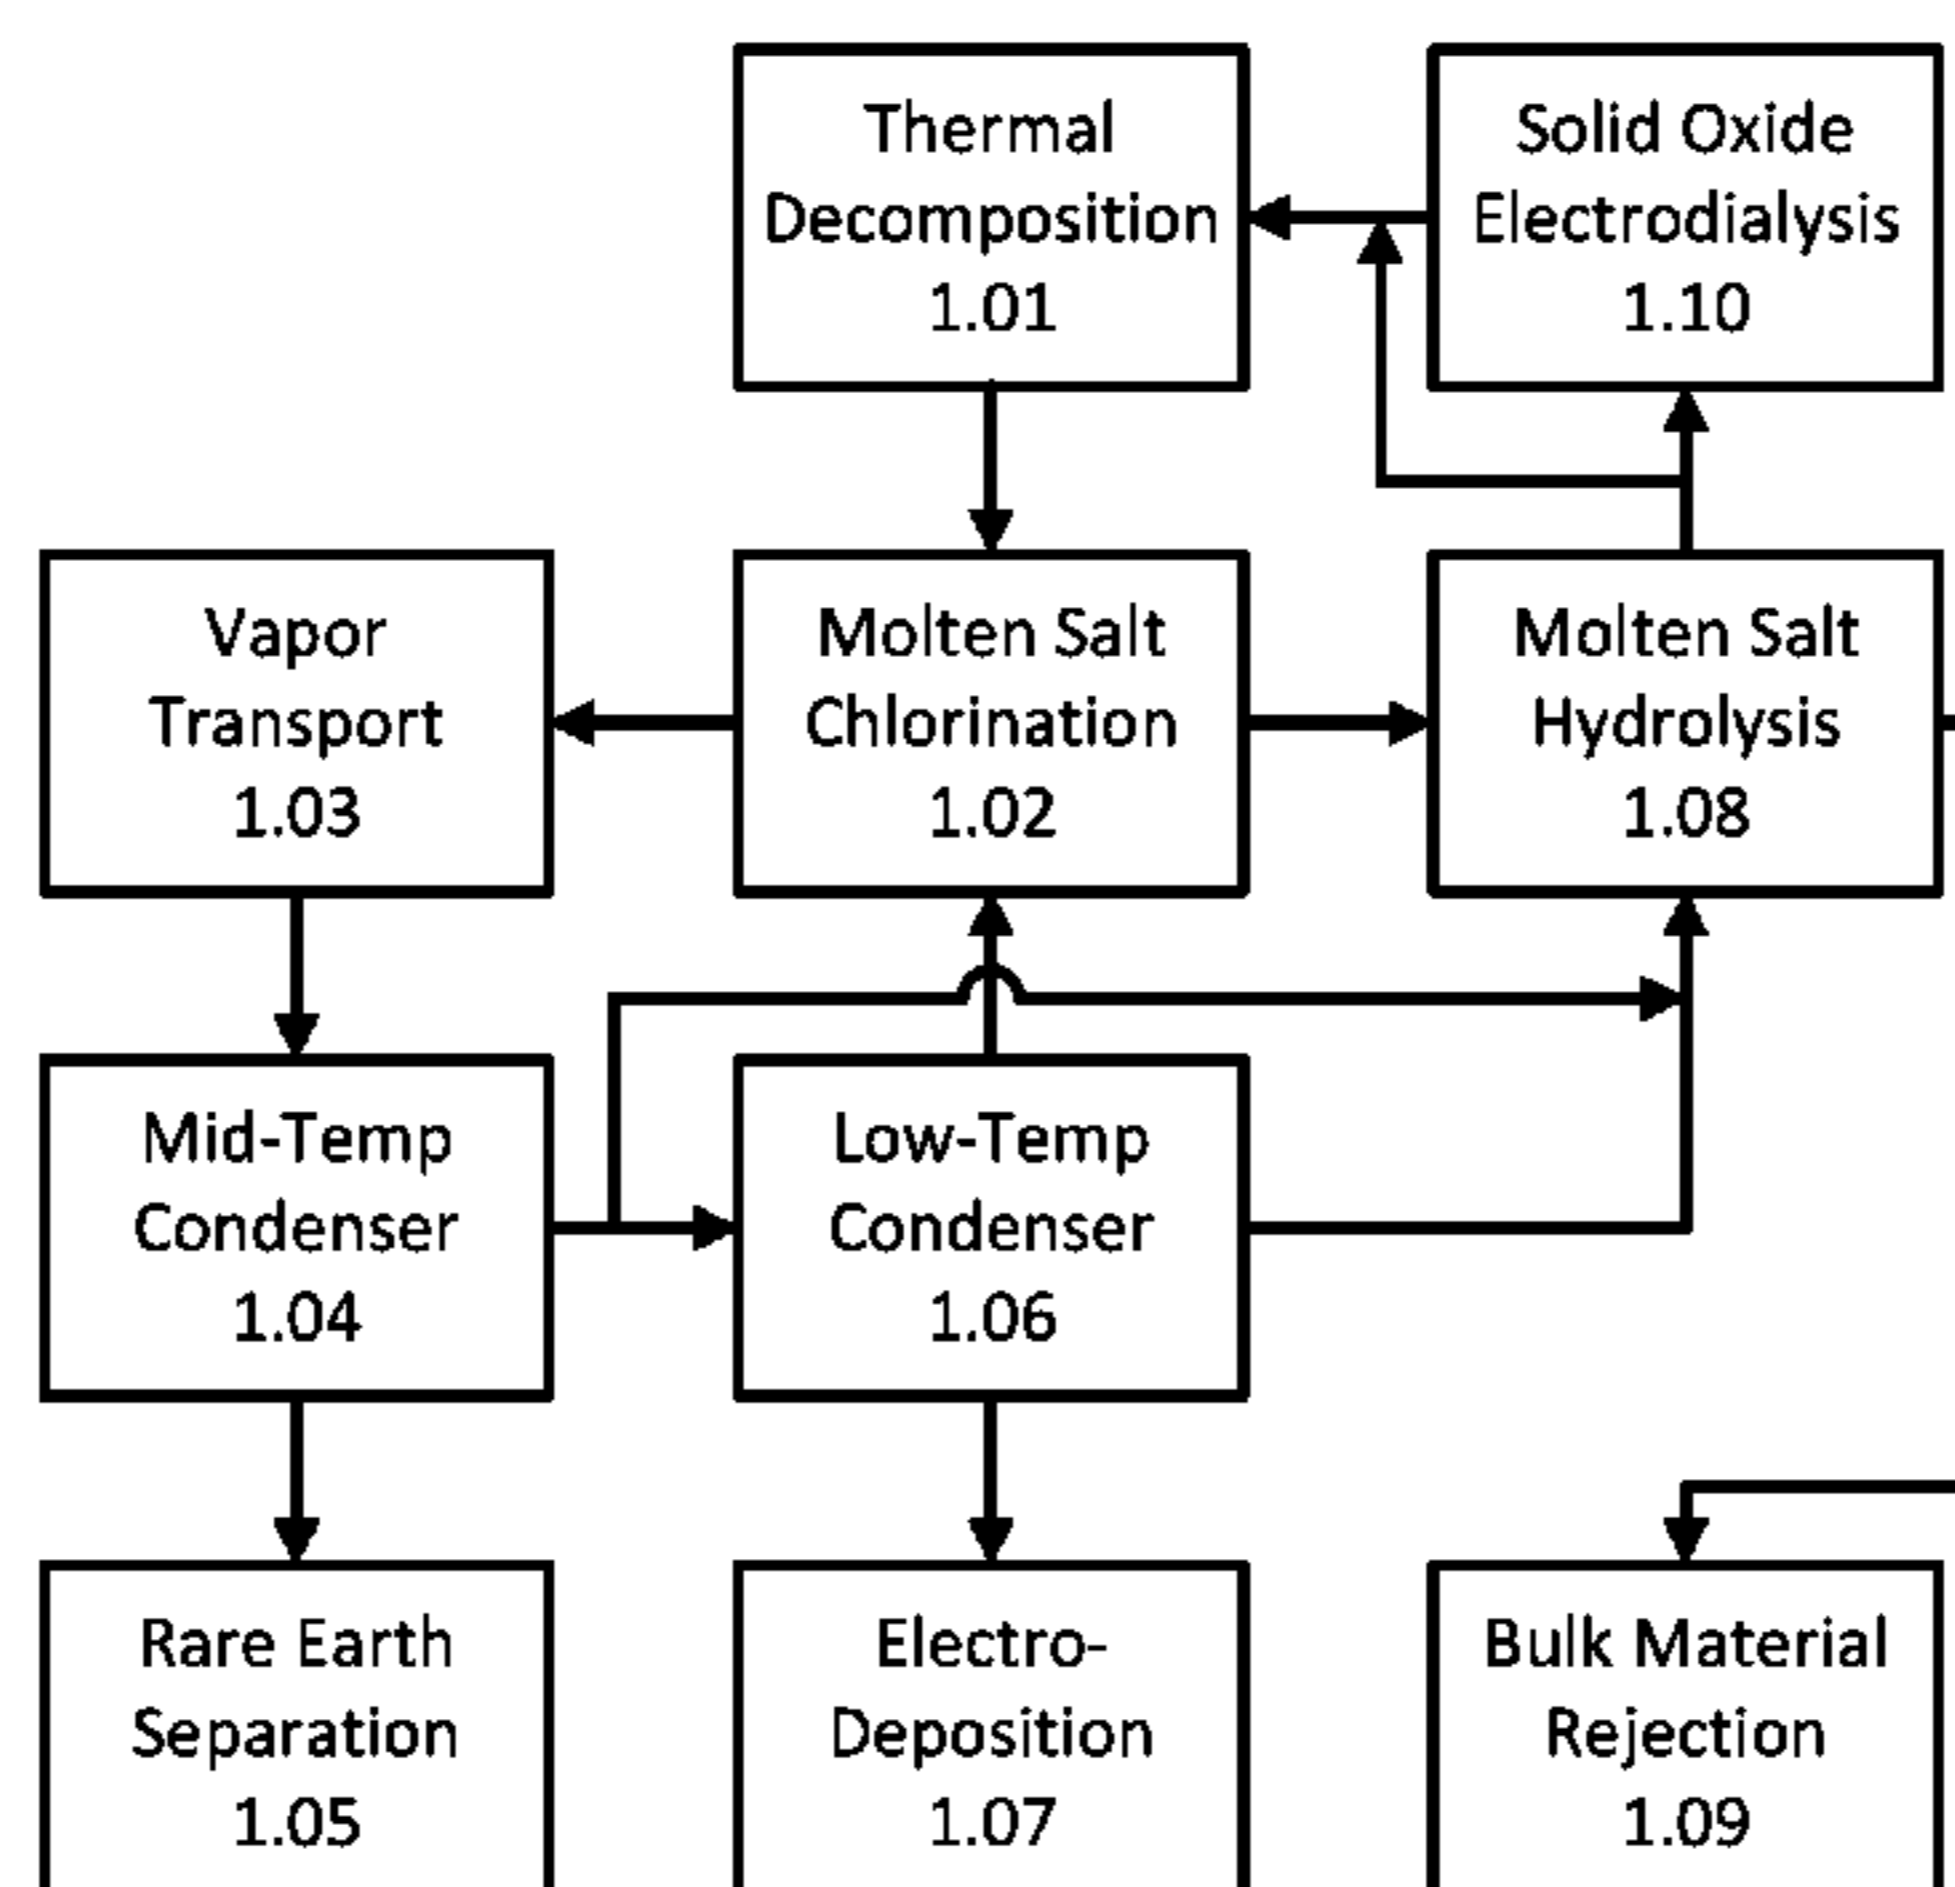 Thermal
Decomposition
1.01
Solid Oxide
Electrodialysis
1.10
Vapor
Transport
1.03
Molten Salt
Chlorination
1.02
Molten Salt
Hydrolysis
1.08
Mid-Temp
Condenser
1.04
Low-Temp
Condenser
1.06
Rare Earth
Separation
1.05
Electro-
Deposition
1.07
Bulk Material
Rejection
1.09